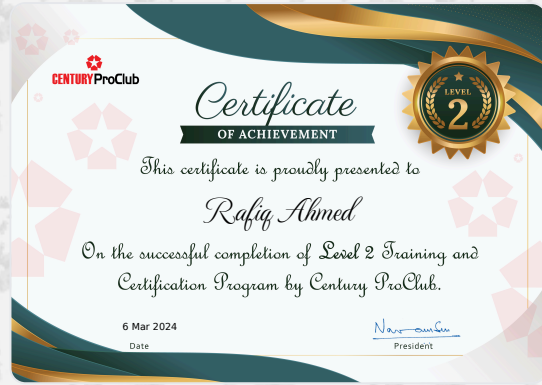 CENTURY ProClub
Certificate
OF ACHIEVEMENT
LEVEL
2
This certificate is proudly presented to
Rafiq Ahmed
On the successful completion of Level 2 Training and
Certification Program by Century ProClub.
6 Mar 2024
Date
President